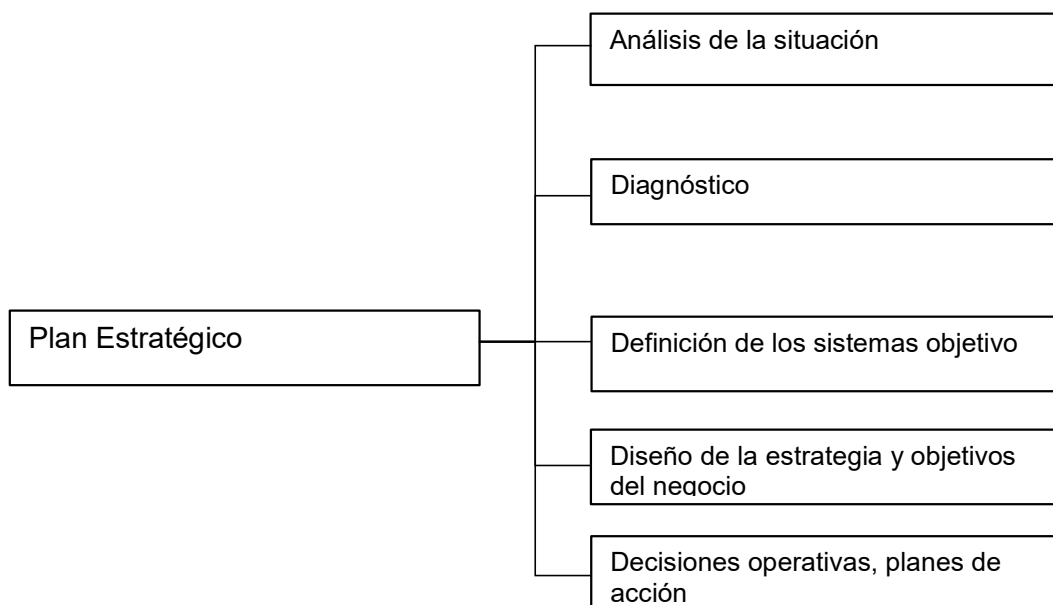 Análisis de la situación
Diagnóstico
Plan Estratégico
Definición de los sistemas objetivo
Diseño de la estrategia y objetivos
del negocio
Decisiones operativas, planes de
acción